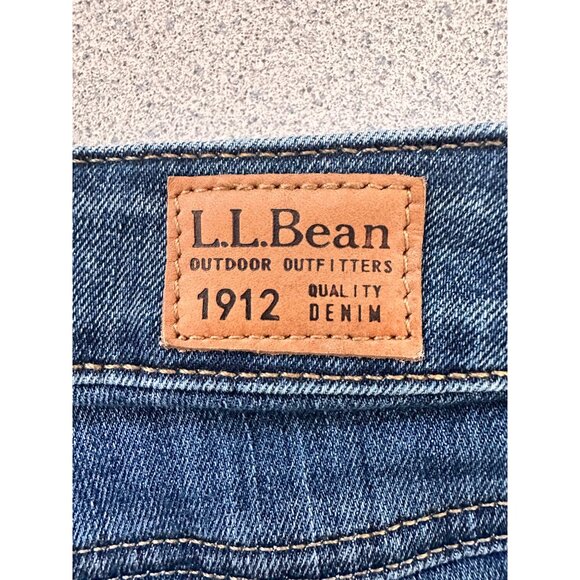 L.L.Bean
OUTDOOR OUTFITTERS
1912 QUALITY
DENIM